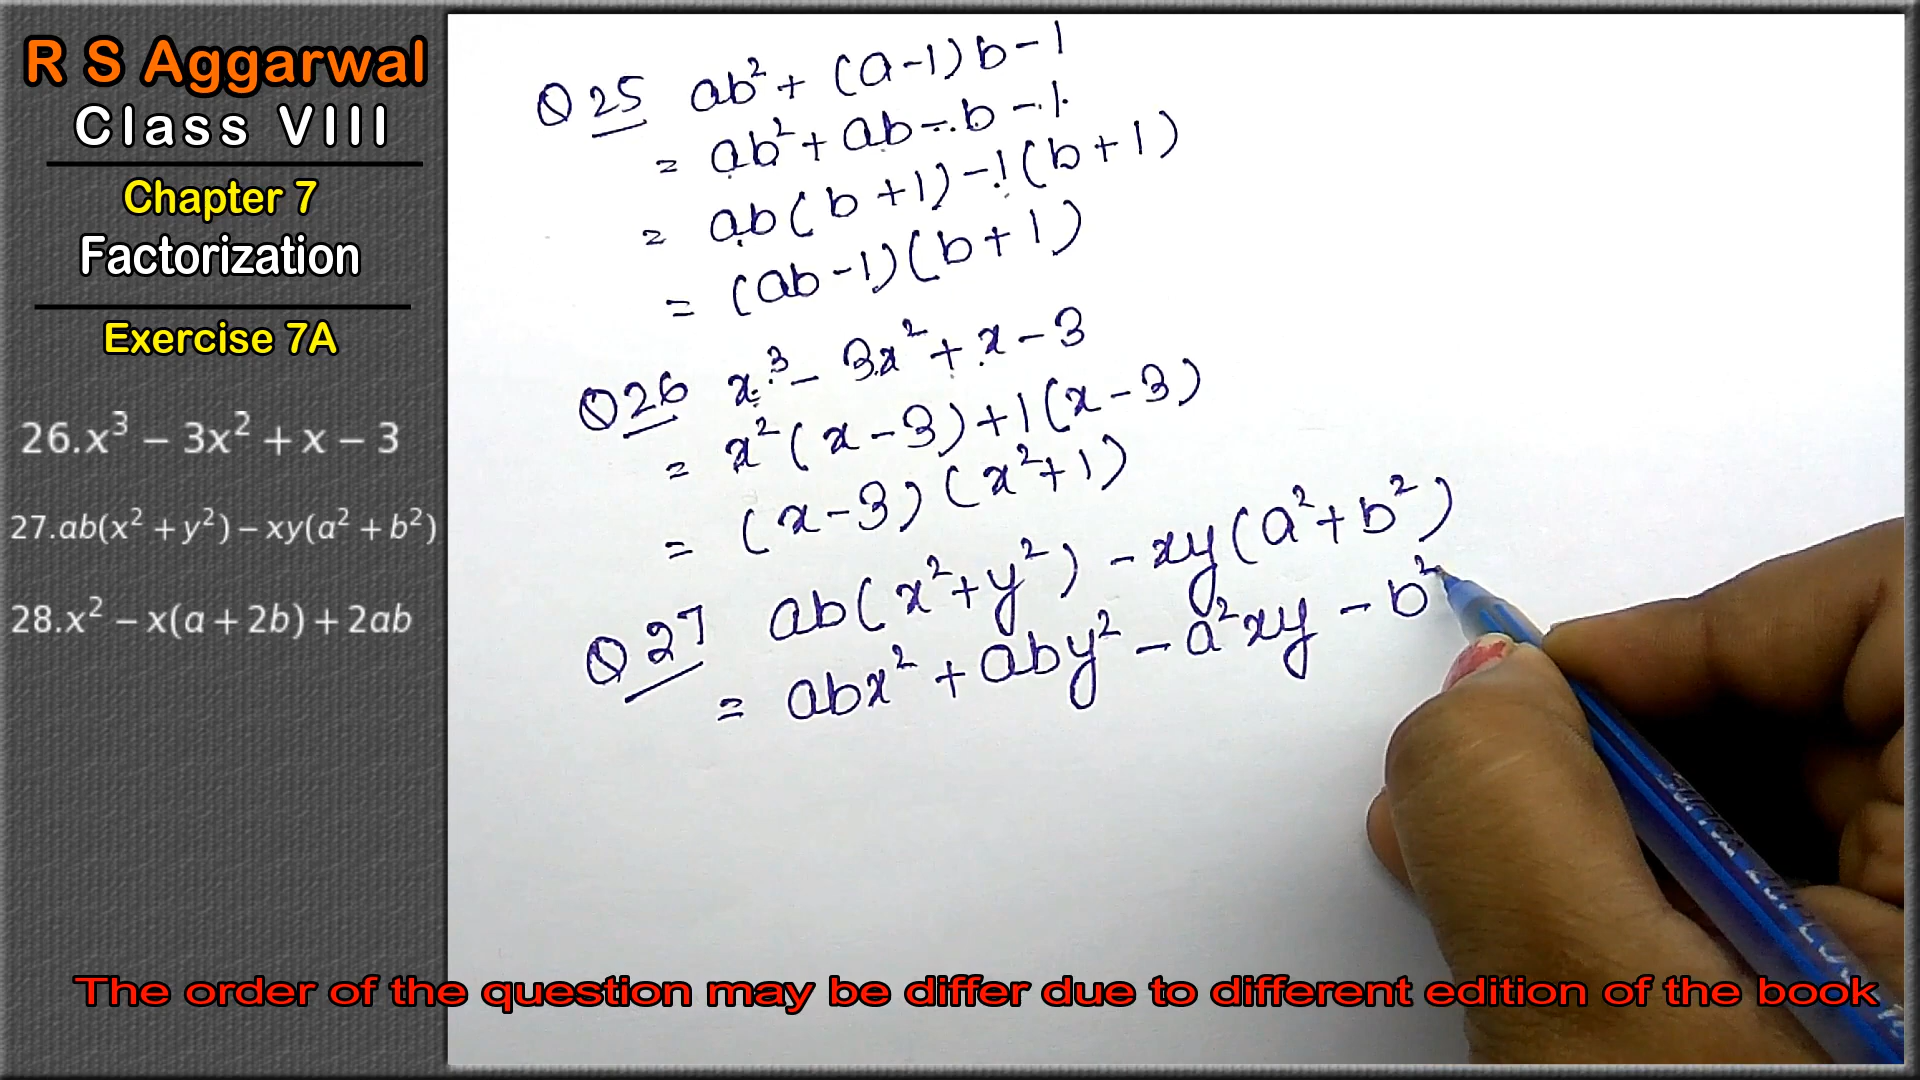 R S Aggarwal
Class VIII
Chapter 7
Factorization
Exercise 7A
26.x³ – 3x² + x – 3
27.ab(x² + y²) – xy(a² + b²)
28.x² – x(a + 2b) + 2ab
Q 25 ab² + (a-1) b - 1
= ab² + ab - b - 1
= ab(b+1) - 1(b+1)
= (ab-1)(b+1)
Q 26 x³ - 3x² + x - 3
= x²(x-3)+1(x-3)
= (x-3)(x²+1)
Q 27 ab(x²+y²) - xy(a²+b²)
= abx² + aby² - a²xy - b²
The order of the question may be differ due to different edition of the book